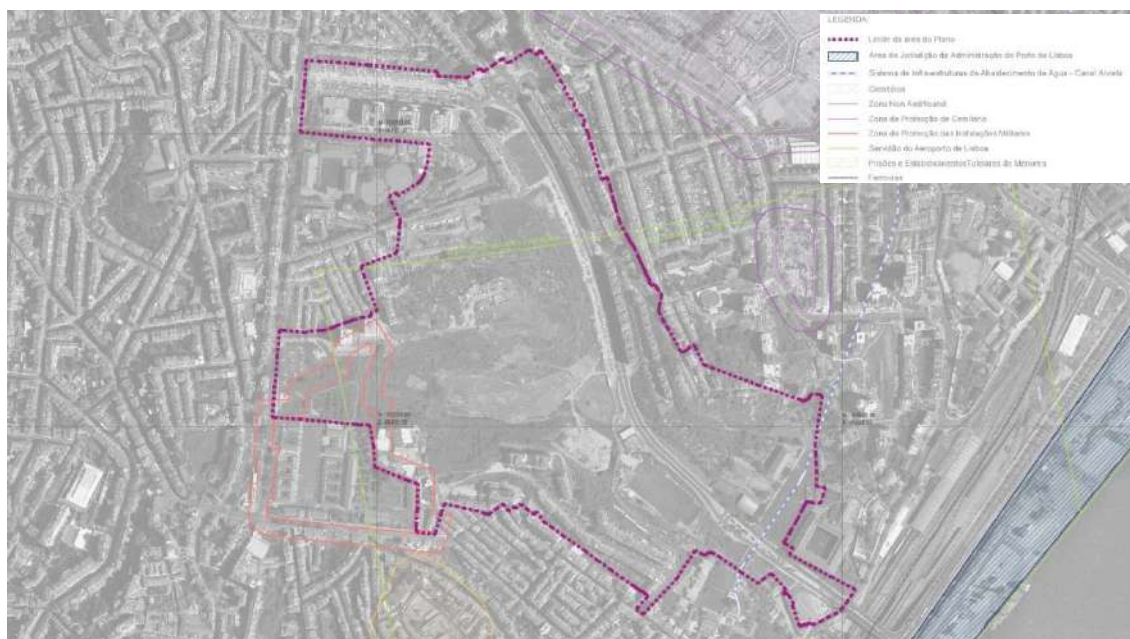 LEGENDA:
Limite da área do Plano
Área de Jurisdição da Administração do Porto de Lisboa
Sistema de Infraestruturas de Abastecimento de Água - Canal Alviela
Cemitérios
Zona Non Aedificandi
Zona de Protecção de Cemitério
Zona de Protecção das Instalações Militares
Servidão do Aeroporto de Lisboa
Prisões e Estabelecimentos Tutelares de Menores
Ferrovias